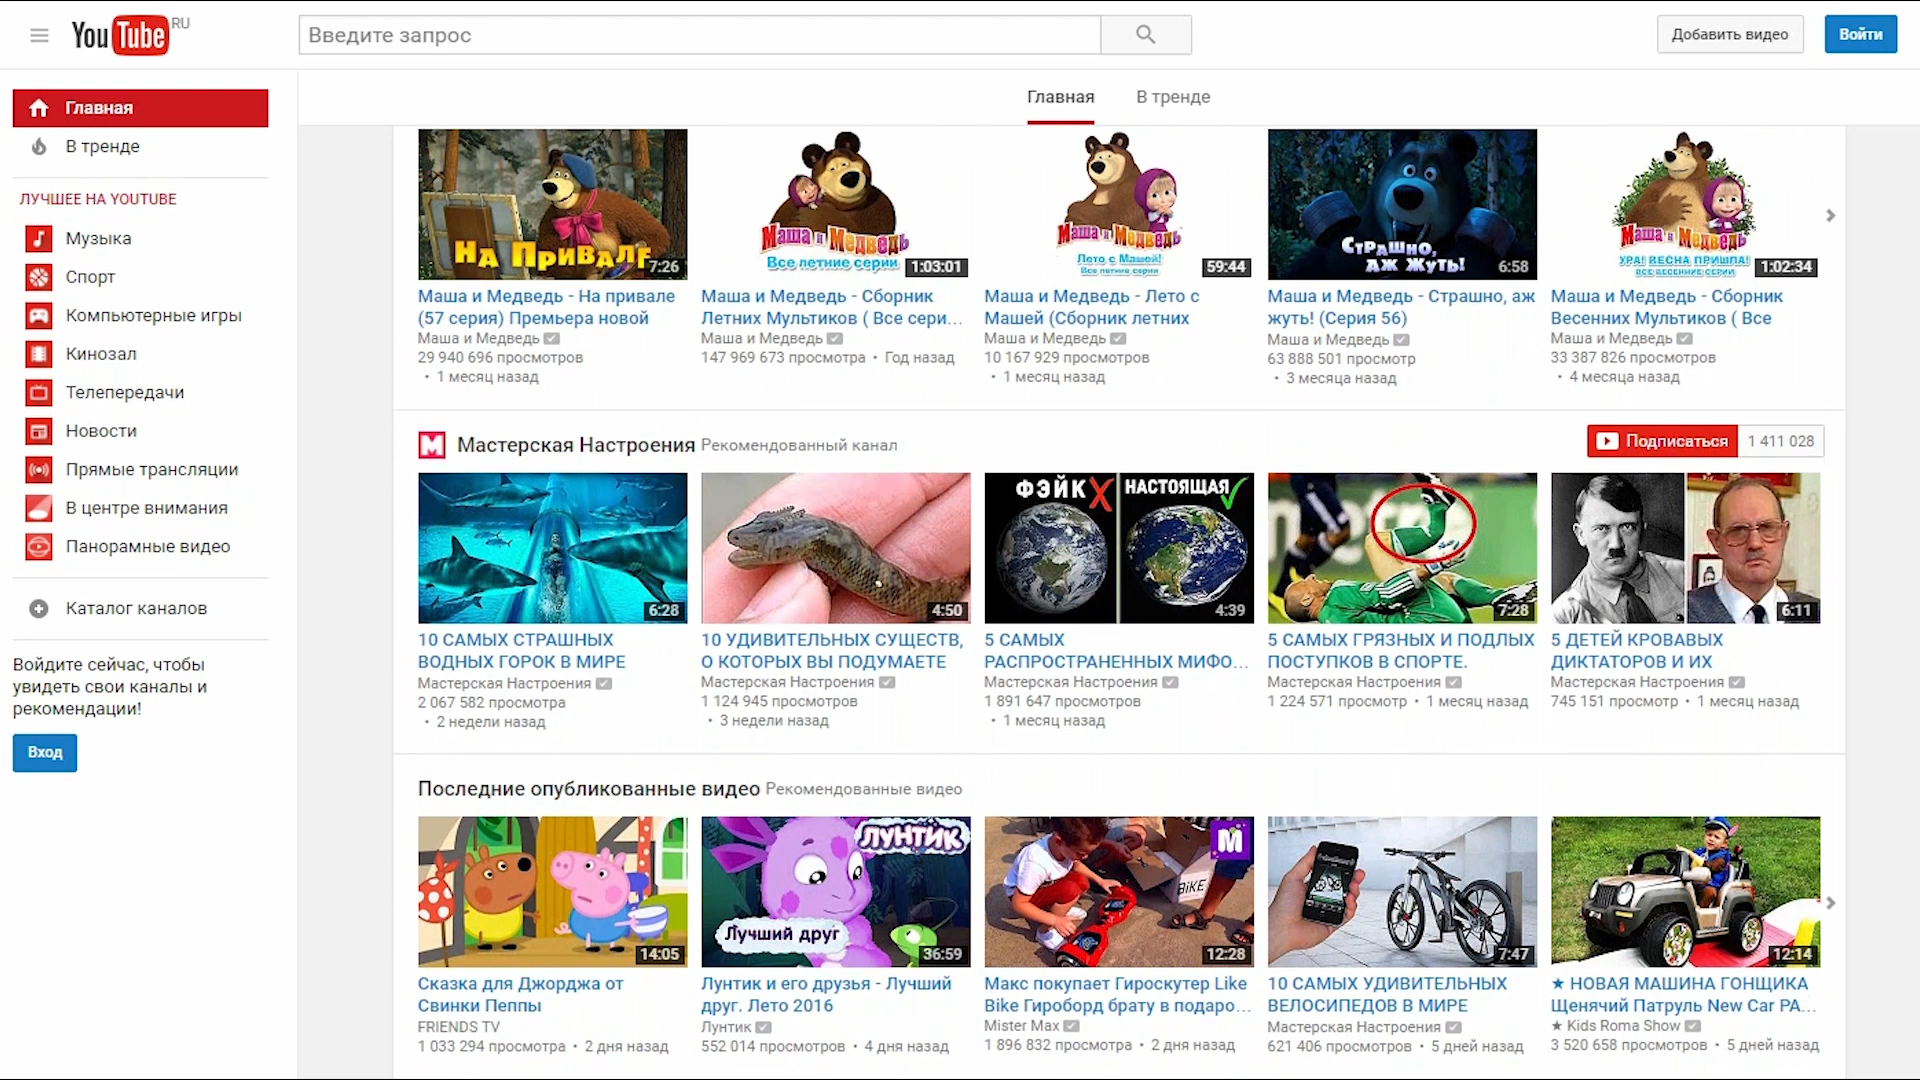 YouTube RU
Введите запрос
Добавить видео
Войти
Главная
В тренде
ЛУЧШЕЕ НА YOUTUBE
Музыка
Спорт
Компьютерные игры
Кинозал
Телепередачи
Новости
Прямые трансляции
В центре внимания
Панорамные видео
Каталог каналов
Войдите сейчас, чтобы
увидеть свои каналы и
рекомендации!
Вход
Главная
В тренде
На Привале
7:26
Маша и Медведь - На привале
(57 серия) Премьера новой
Маша и Медведь
29 940 696 просмотров
• 1 месяц назад
Маша и Медведь
Все летние серии
1:03:01
Маша и Медведь - Сборник
Летних Мультиков ( Все сери...
Маша и Медведь
147 969 673 просмотра • Год назад
Маша и Медведь
Лето с Машей!
Все летние серии
59:44
Маша и Медведь - Лето с
Машей (Сборник летних
Маша и Медведь
10 167 929 просмотров
• 1 месяц назад
Страшно,
аж Жуть!
6:58
Маша и Медведь - Страшно, аж
жуть! (Серия 56)
Маша и Медведь
63 888 501 просмотр
• 3 месяца назад
Маша и Медведь
УРА! ВЕСНА ПРИШЛА!
ВСЕ ВЕСЕННИЕ СЕРИИ
1:02:34
Маша и Медведь - Сборник
Весенних Мультиков ( Все
Маша и Медведь
33 387 826 просмотров
• 4 месяца назад
М Мастерская Настроения Рекомендованный канал
Подписаться 1 411 028
6:28
10 САМЫХ СТРАШНЫХ
ВОДНЫХ ГОРОК В МИРЕ
Мастерская Настроения
2 067 582 просмотра
• 2 недели назад
4:50
10 УДИВИТЕЛЬНЫХ СУЩЕСТВ,
О КОТОРЫХ ВЫ ПОДУМАЕТЕ
Мастерская Настроения
1 124 945 просмотров
• 3 недели назад
ФЭЙК НАСТОЯЩАЯ
4:39
5 САМЫХ
РАСПРОСТРАНЕННЫХ МИФО...
Мастерская Настроения
1 891 647 просмотров
• 1 месяц назад
7:28
5 САМЫХ ГРЯЗНЫХ И ПОДЛЫХ
ПОСТУПКОВ В СПОРТЕ.
Мастерская Настроения
1 224 571 просмотр • 1 месяц назад
6:11
5 ДЕТЕЙ КРОВАВЫХ
ДИКТАТОРОВ И ИХ
Мастерская Настроения
745 151 просмотр • 1 месяц назад
Последние опубликованные видео Рекомендованные видео
14:05
Сказка для Джорджа от
Свинки Пеппы
FRIENDS TV
1 033 294 просмотра • 2 дня назад
ЛУНТИК
Лучший друг
36:59
Лунтик и его друзья - Лучший
друг. Лето 2016
Лунтик
552 014 просмотров • 4 дня назад
M
BiKE
12:28
Макс покупает Гироскутер Like
Bike Гироборд брату в подаро...
Mister Max
1 896 832 просмотра • 2 дня назад
7:47
10 САМЫХ УДИВИТЕЛЬНЫХ
ВЕЛОСИПЕДОВ В МИРЕ
Мастерская Настроения
621 406 просмотров • 5 дней назад
12:14
★ НОВАЯ МАШИНА ГОНЩИКА
Щенячий Патруль New Car PA...
★ Kids Roma Show
3 520 658 просмотров • 5 дней назад